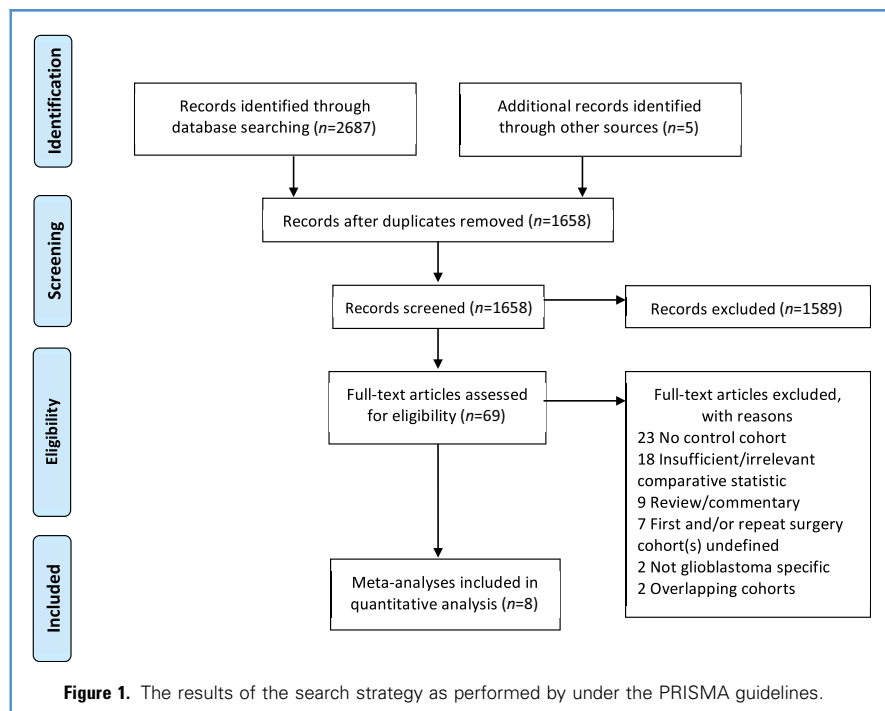 Identification
Records identified through
database searching (n=2687)
Additional records identified
through other sources (n=5)
Screening
Records after duplicates removed (n=1658)
Records screened (n=1658)
Records excluded (n=1589)
Eligibility
Full-text articles assessed
for eligibility (n=69)
Full-text articles excluded,
with reasons
23 No control cohort
18 Insufficient/irrelevant
comparative statistic
9 Review/commentary
7 First and/or repeat surgery
cohort(s) undefined
2 Not glioblastoma specific
2 Overlapping cohorts
Included
Meta-analyses included in
quantitative analysis (n=8)
Figure 1. The results of the search strategy as performed by under the PRISMA guidelines.